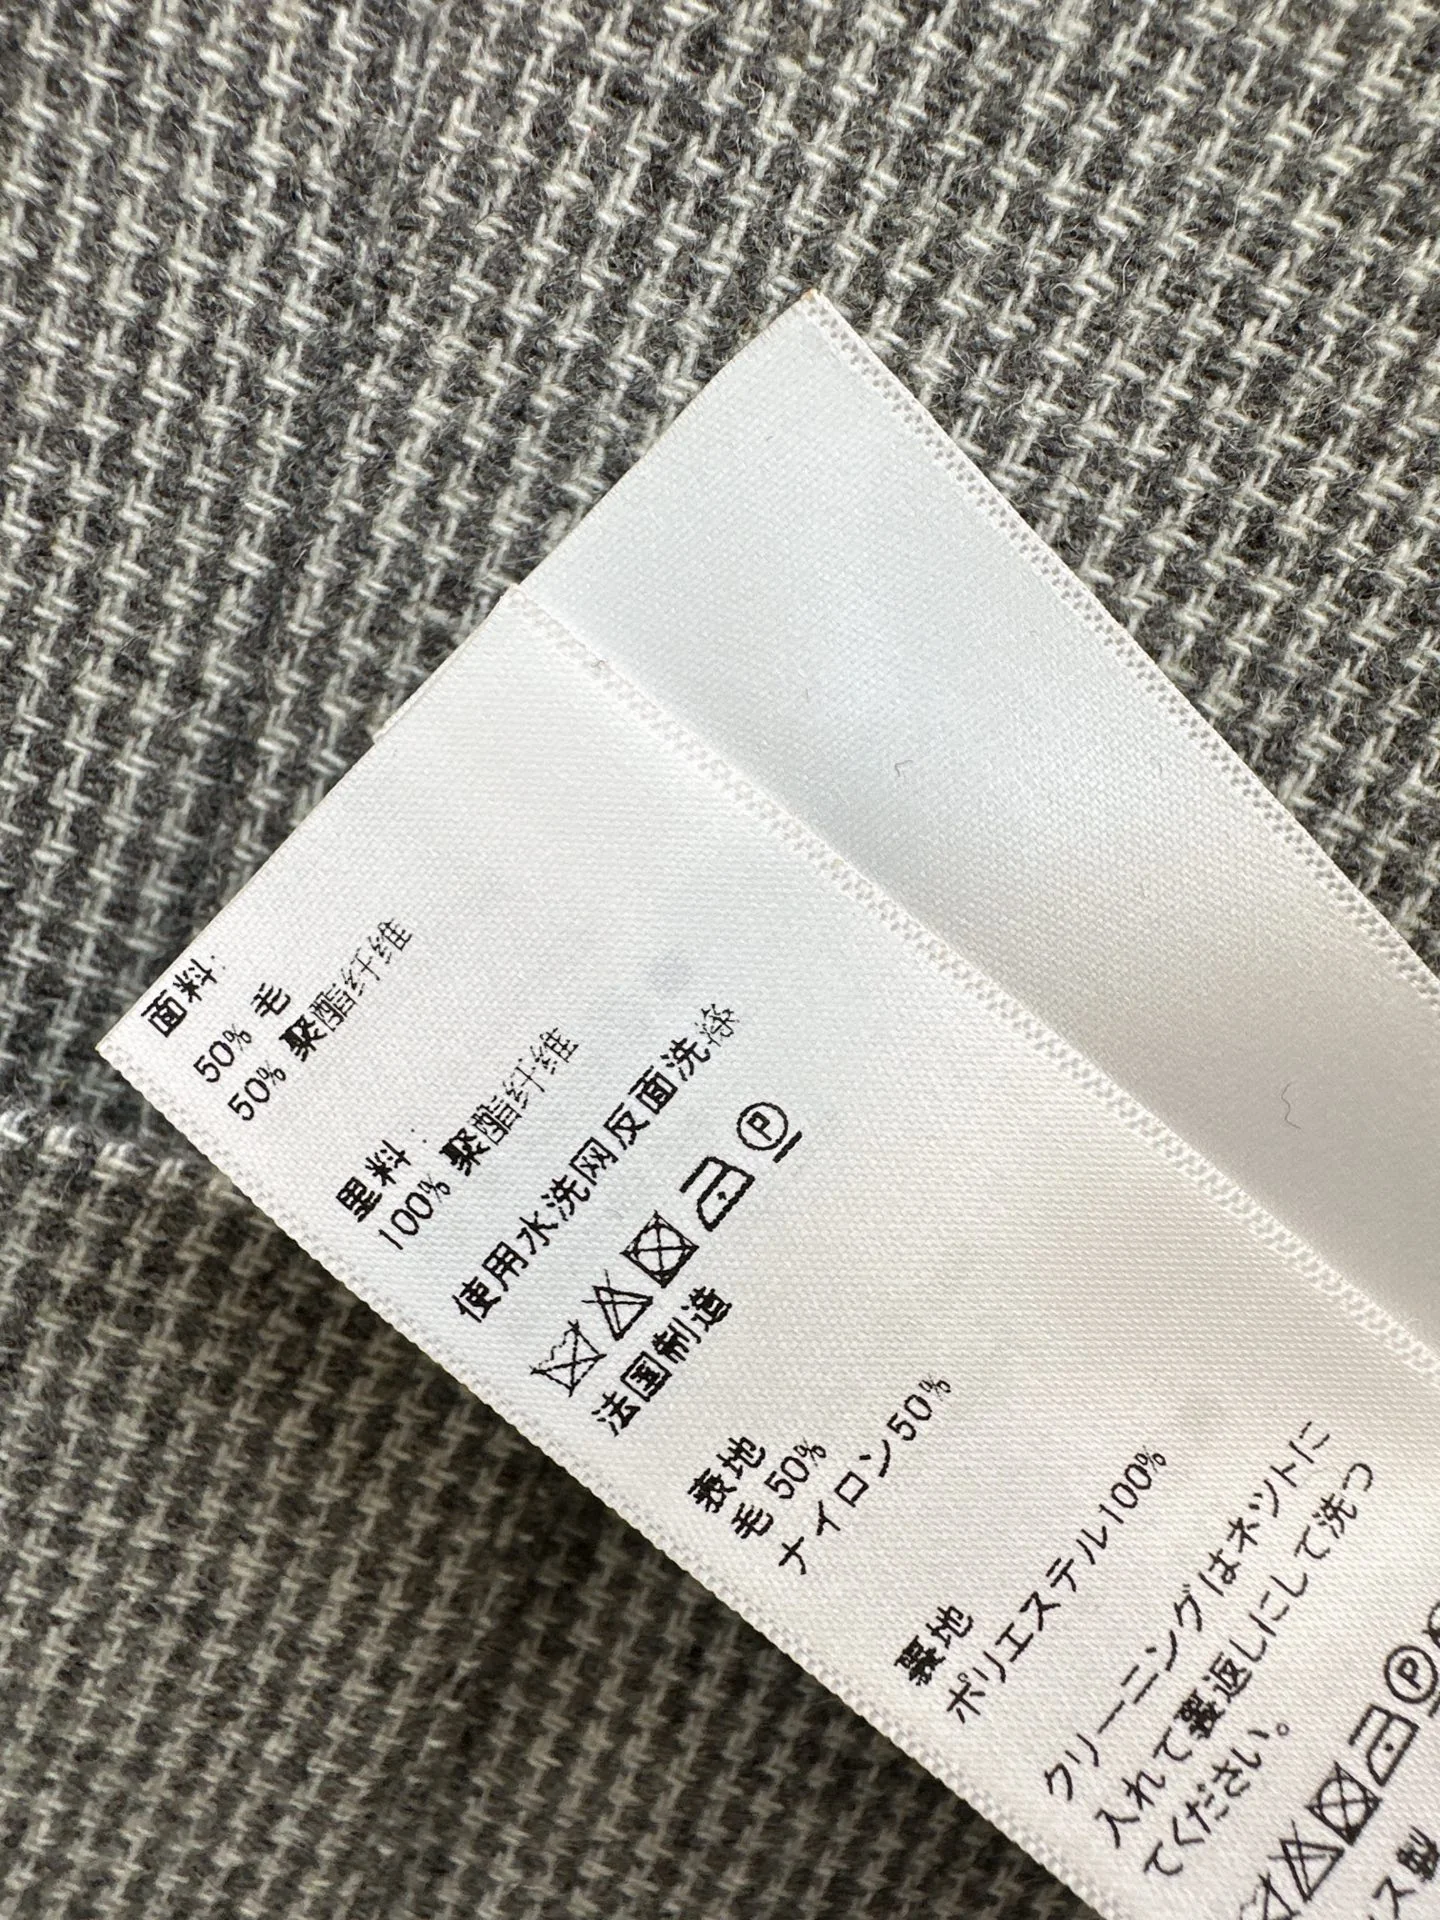 面料:
50% 毛
50% 聚酯纤维
里料:
100% 聚酯纤维
使用水洗网反面洗涤
P
法国制造
表地
毛 50%
ナイロン 50%
裏地
ポリエステル100%
クリーニングはネットに
入れて裏返しにして洗っ
てください。
P
ス製